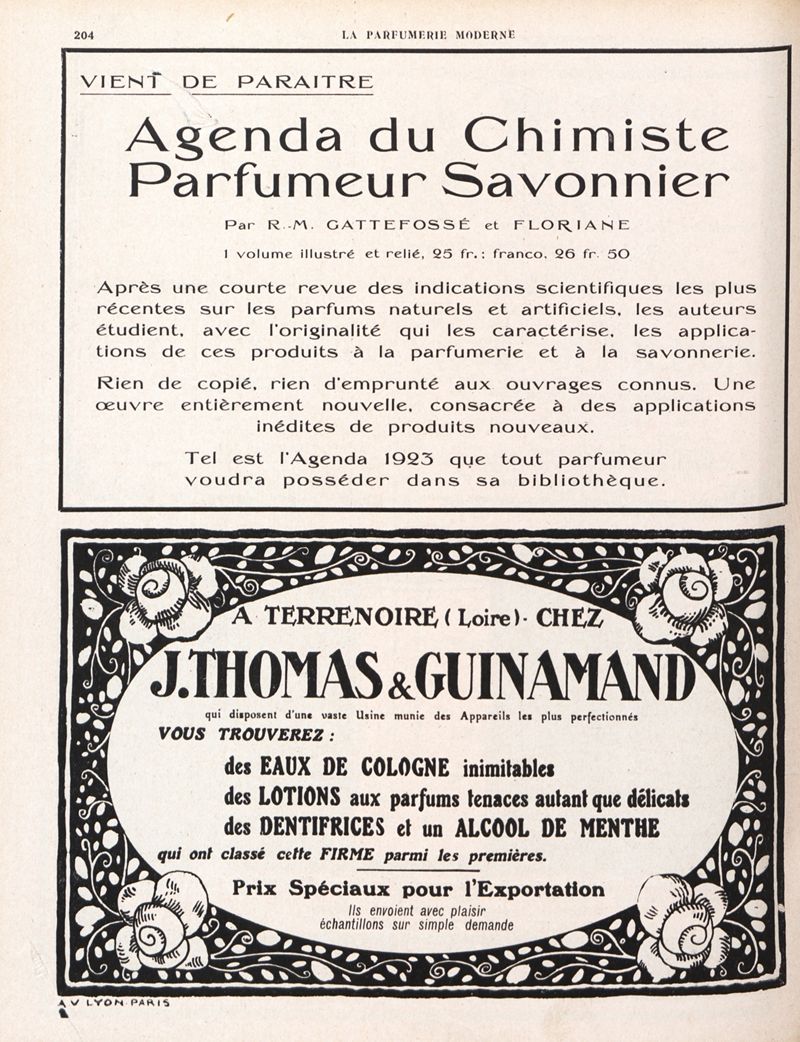 204
LA PARFUMERIE MODERNE
VIENT DE PARAITRE
Agenda du Chimiste
Parfumeur Savonnier
Par R.-M. GATTEFOSSÉ et FLORIANE
1 volume illustré et relié, 25 fr.: franco, 26 fr. 50
Après une courte revue des indications scientifiques les plus
récentes sur les parfums naturels et artificiels, les auteurs
étudient, avec l'originalité qui les caractérise, les applica-
tions de ces produits à la parfumerie et à la savonnerie.
Rien de copié, rien d'emprunté aux ouvrages connus. Une
œuvre entièrement nouvelle, consacrée à des applications
inédites de produits nouveaux.
Tel est l'Agenda 1923 que tout parfumeur
voudra posséder dans sa bibliothèque.
A TERRENOIRE (Loire)- CHEZ
J.THOMAS & GUINAMAND
qui disposent d'une vaste Usine munie des Appareils les plus perfectionnés
VOUS TROUVEREZ :
des EAUX DE COLOGNE inimitables
des LOTIONS aux parfums tenaces autant que délicats
des DENTIFRICES et un ALCOOL DE MENTHE
qui ont classé cette FIRME parmi les premières.
Prix Spéciaux pour l'Exportation
Ils envoient avec plaisir
échantillons sur simple demande
A V LYON PARIS